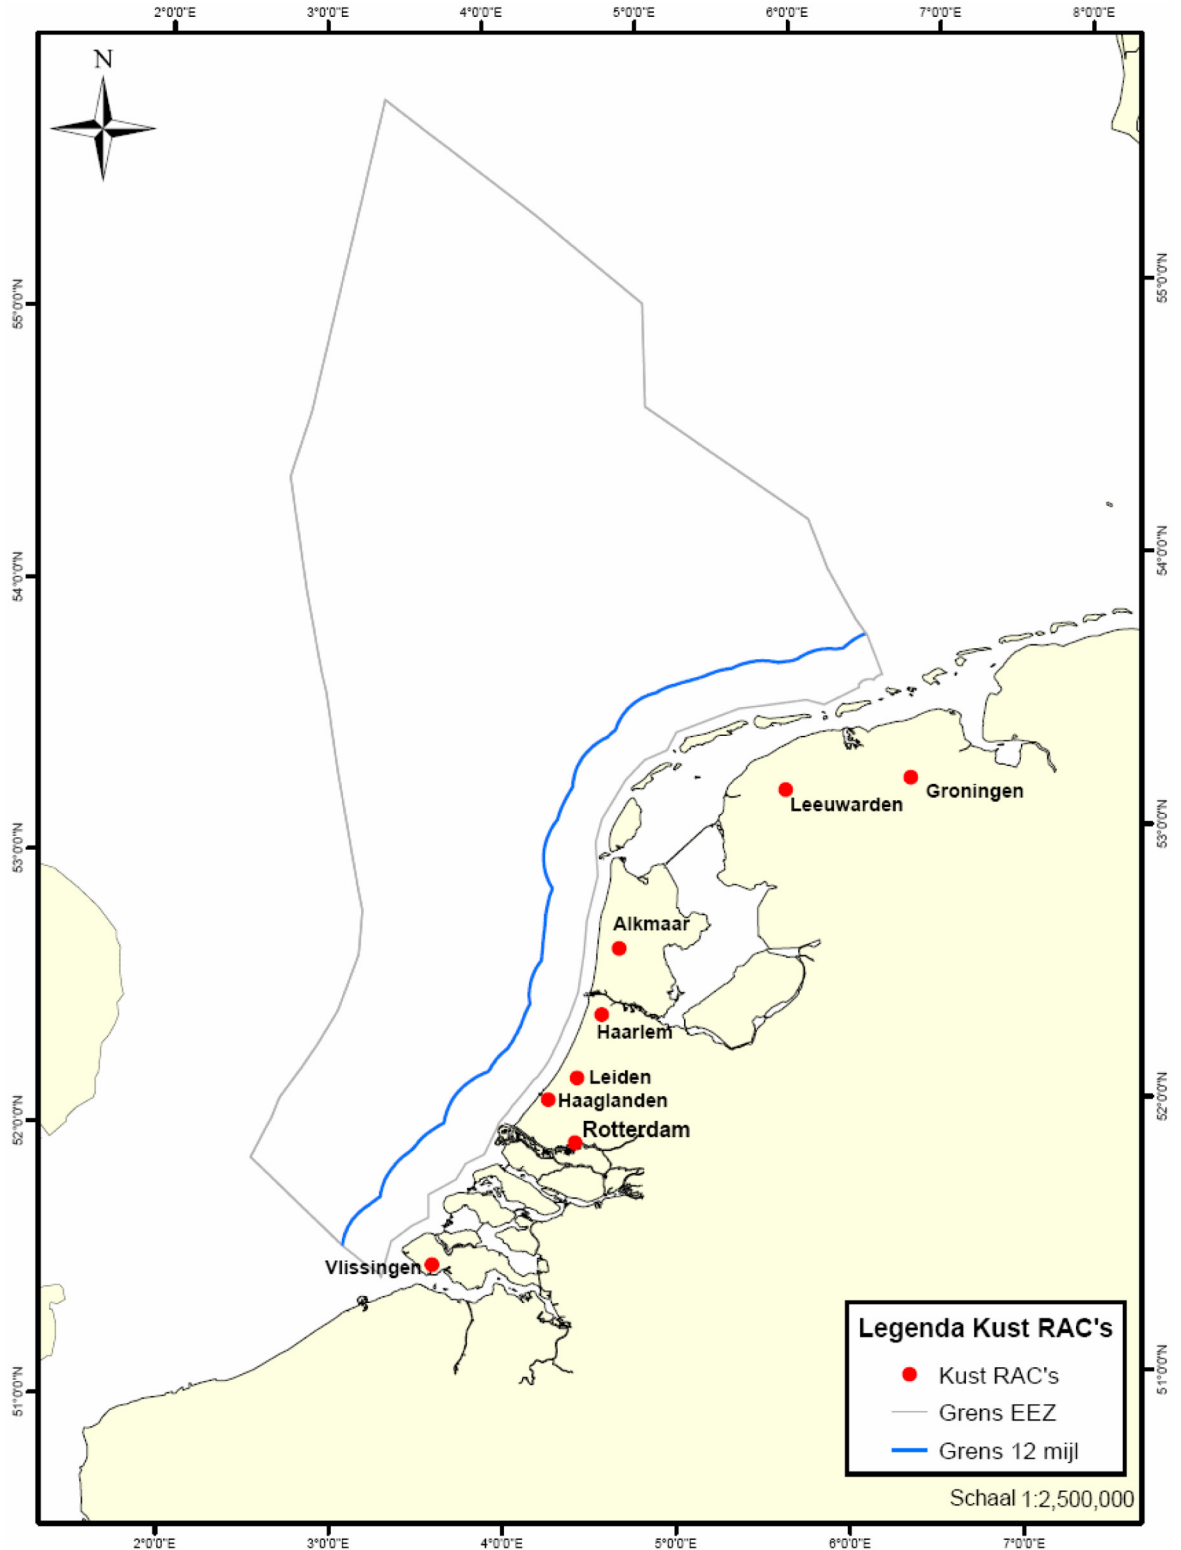 2°0'0"E 3°0'0"E 4°0'0"E 5°0'0"E 6°0'0"E 7°0'0"E 8°0'0"E
N
55°0'0"N
55°0'0"N
54°0'0"N
54°0'0"N
53°0'0"N
53°0'0"N
52°0'0"N
52°0'0"N
51°0'0"N
51°0'0"N
Groningen
Leeuwarden
Alkmaar
Haarlem
Leiden
Haaglanden
Rotterdam
Vlissingen
Legenda Kust RAC's
Kust RAC's
Grens EEZ
Grens 12 mijl
Schaal 1:2,500,000
2°0'0"E 3°0'0"E 4°0'0"E 5°0'0"E 6°0'0"E 7°0'0"E